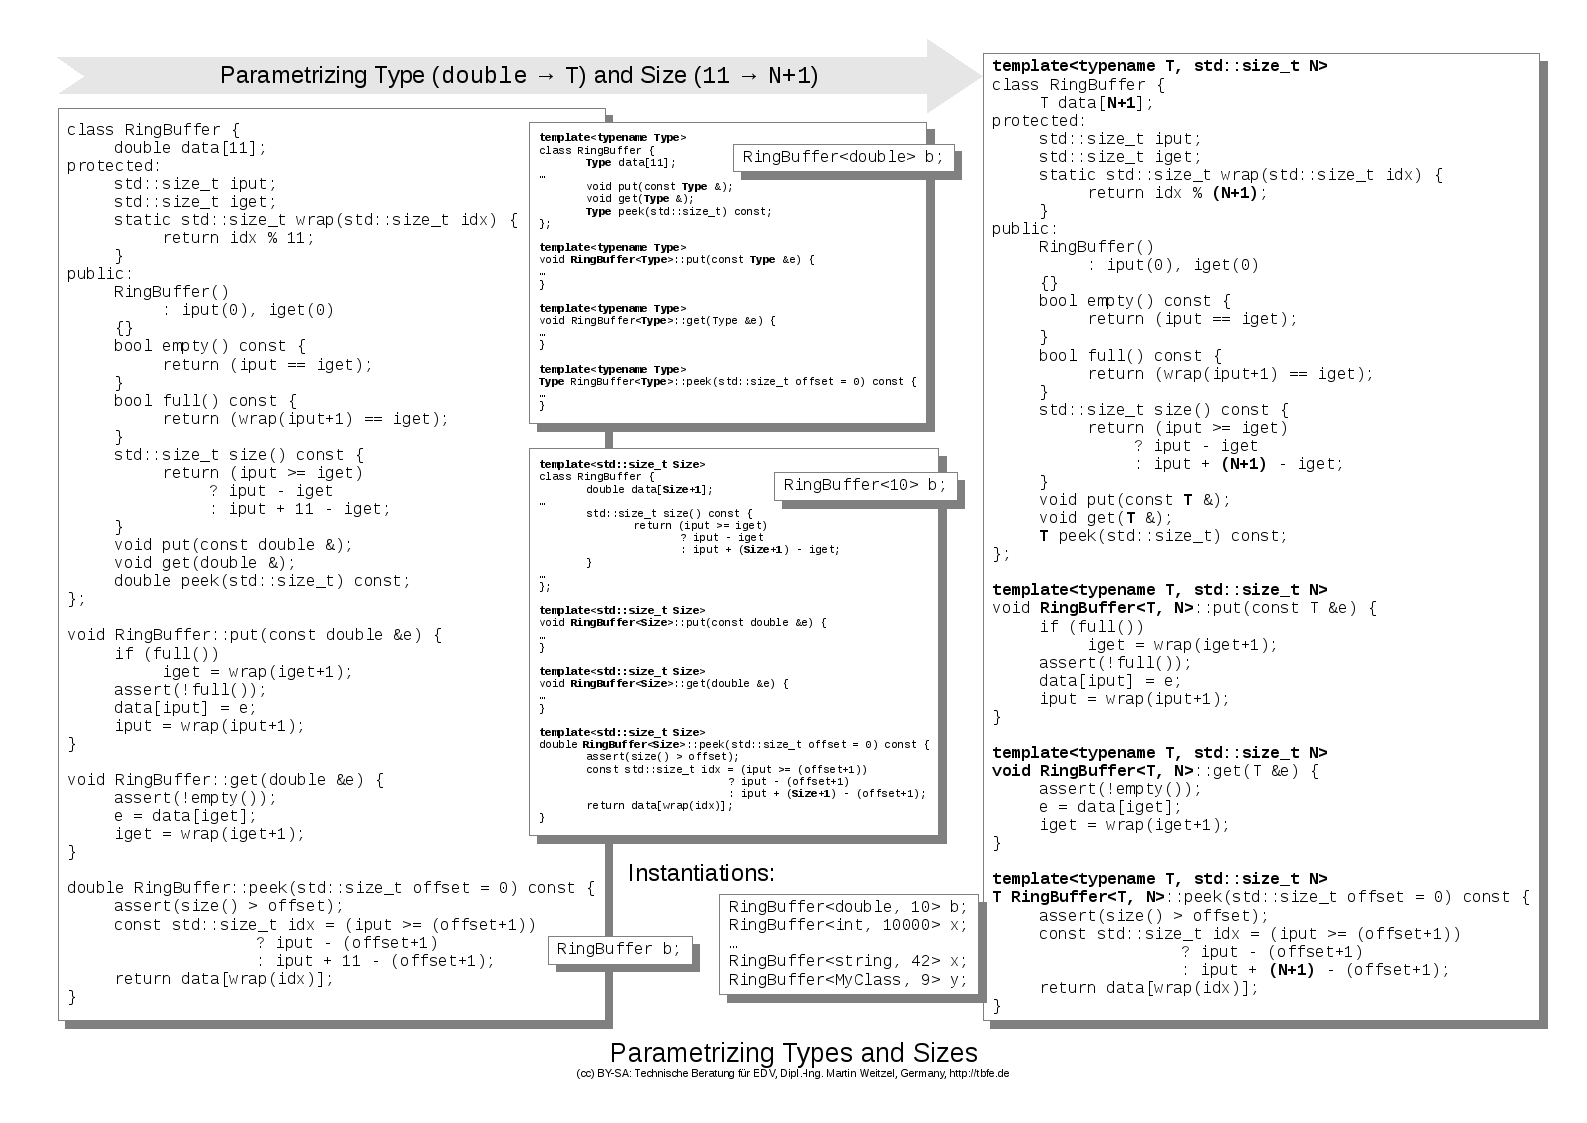 Parametrizing Type (double → T) and Size (11 → N+1)
class RingBuffer {
double data[11];
protected:
std::size_t iput;
std::size_t iget;
static std::size_t wrap(std::size_t idx) {
return idx % 11;
}
public:
RingBuffer()
: iput(0), iget(0)
{}
bool empty() const {
return (iput == iget);
}
bool full() const {
return (wrap(iput+1) == iget);
}
std::size_t size() const {
return (iput >= iget)
? iput - iget
: iput + 11 - iget;
}
void put(const double &);
void get(double &);
double peek(std::size_t) const;
};
void RingBuffer::put(const double &e) {
if (full())
iget = wrap(iget+1);
assert(!full());
data[iput] = e;
iput = wrap(iput+1);
}
void RingBuffer::get(double &e) {
assert(!empty());
e = data[iget];
iget = wrap(iget+1);
}
double RingBuffer::peek(std::size_t offset = 0) const {
assert(size() > offset);
const std::size_t idx = (iput >= (offset+1))
? iput - (offset+1)
: iput + 11 - (offset+1);
return data[wrap(idx)];
}
RingBuffer b;
template<typename Type>
class RingBuffer {
Type data[11];
…
void put(const Type &);
void get(Type &);
Type peek(std::size_t) const;
};
template<typename Type>
void RingBuffer<Type>::put(const Type &e) {
…
}
template<typename Type>
void RingBuffer<Type>::get(Type &e) {
…
}
template<typename Type>
Type RingBuffer<Type>::peek(std::size_t offset = 0) const {
…
}
RingBuffer<double> b;
template<std::size_t Size>
class RingBuffer {
double data[Size+1];
…
std::size_t size() const {
return (iput >= iget)
? iput - iget
: iput + (Size+1) - iget;
}
…
};
template<std::size_t Size>
void RingBuffer<Size>::put(const double &e) {
…
}
template<std::size_t Size>
void RingBuffer<Size>::get(double &e) {
…
}
template<std::size_t Size>
double RingBuffer<Size>::peek(std::size_t offset = 0) const {
assert(size() > offset);
const std::size_t idx = (iput >= (offset+1))
? iput - (offset+1)
: iput + (Size+1) - (offset+1);
return data[wrap(idx)];
}
RingBuffer<10> b;
Instantiations:
RingBuffer<double, 10> b;
RingBuffer<int, 10000> x;
…
RingBuffer<string, 42> x;
RingBuffer<MyClass, 9> y;
template<typename T, std::size_t N>
class RingBuffer {
T data[N+1];
protected:
std::size_t iput;
std::size_t iget;
static std::size_t wrap(std::size_t idx) {
return idx % (N+1);
}
public:
RingBuffer()
: iput(0), iget(0)
{}
bool empty() const {
return (iput == iget);
}
bool full() const {
return (wrap(iput+1) == iget);
}
std::size_t size() const {
return (iput >= iget)
? iput - iget
: iput + (N+1) - iget;
}
void put(const T &);
void get(T &);
T peek(std::size_t) const;
};
template<typename T, std::size_t N>
void RingBuffer<T, N>::put(const T &e) {
if (full())
iget = wrap(iget+1);
assert(!full());
data[iput] = e;
iput = wrap(iput+1);
}
template<typename T, std::size_t N>
void RingBuffer<T, N>::get(T &e) {
assert(!empty());
e = data[iget];
iget = wrap(iget+1);
}
template<typename T, std::size_t N>
T RingBuffer<T, N>::peek(std::size_t offset = 0) const {
assert(size() > offset);
const std::size_t idx = (iput >= (offset+1))
? iput - (offset+1)
: iput + (N+1) - (offset+1);
return data[wrap(idx)];
}
Parametrizing Types and Sizes
(cc) BY-SA: Technische Beratung für EDV, Dipl.-Ing. Martin Weitzel, Germany, http://tbfe.de